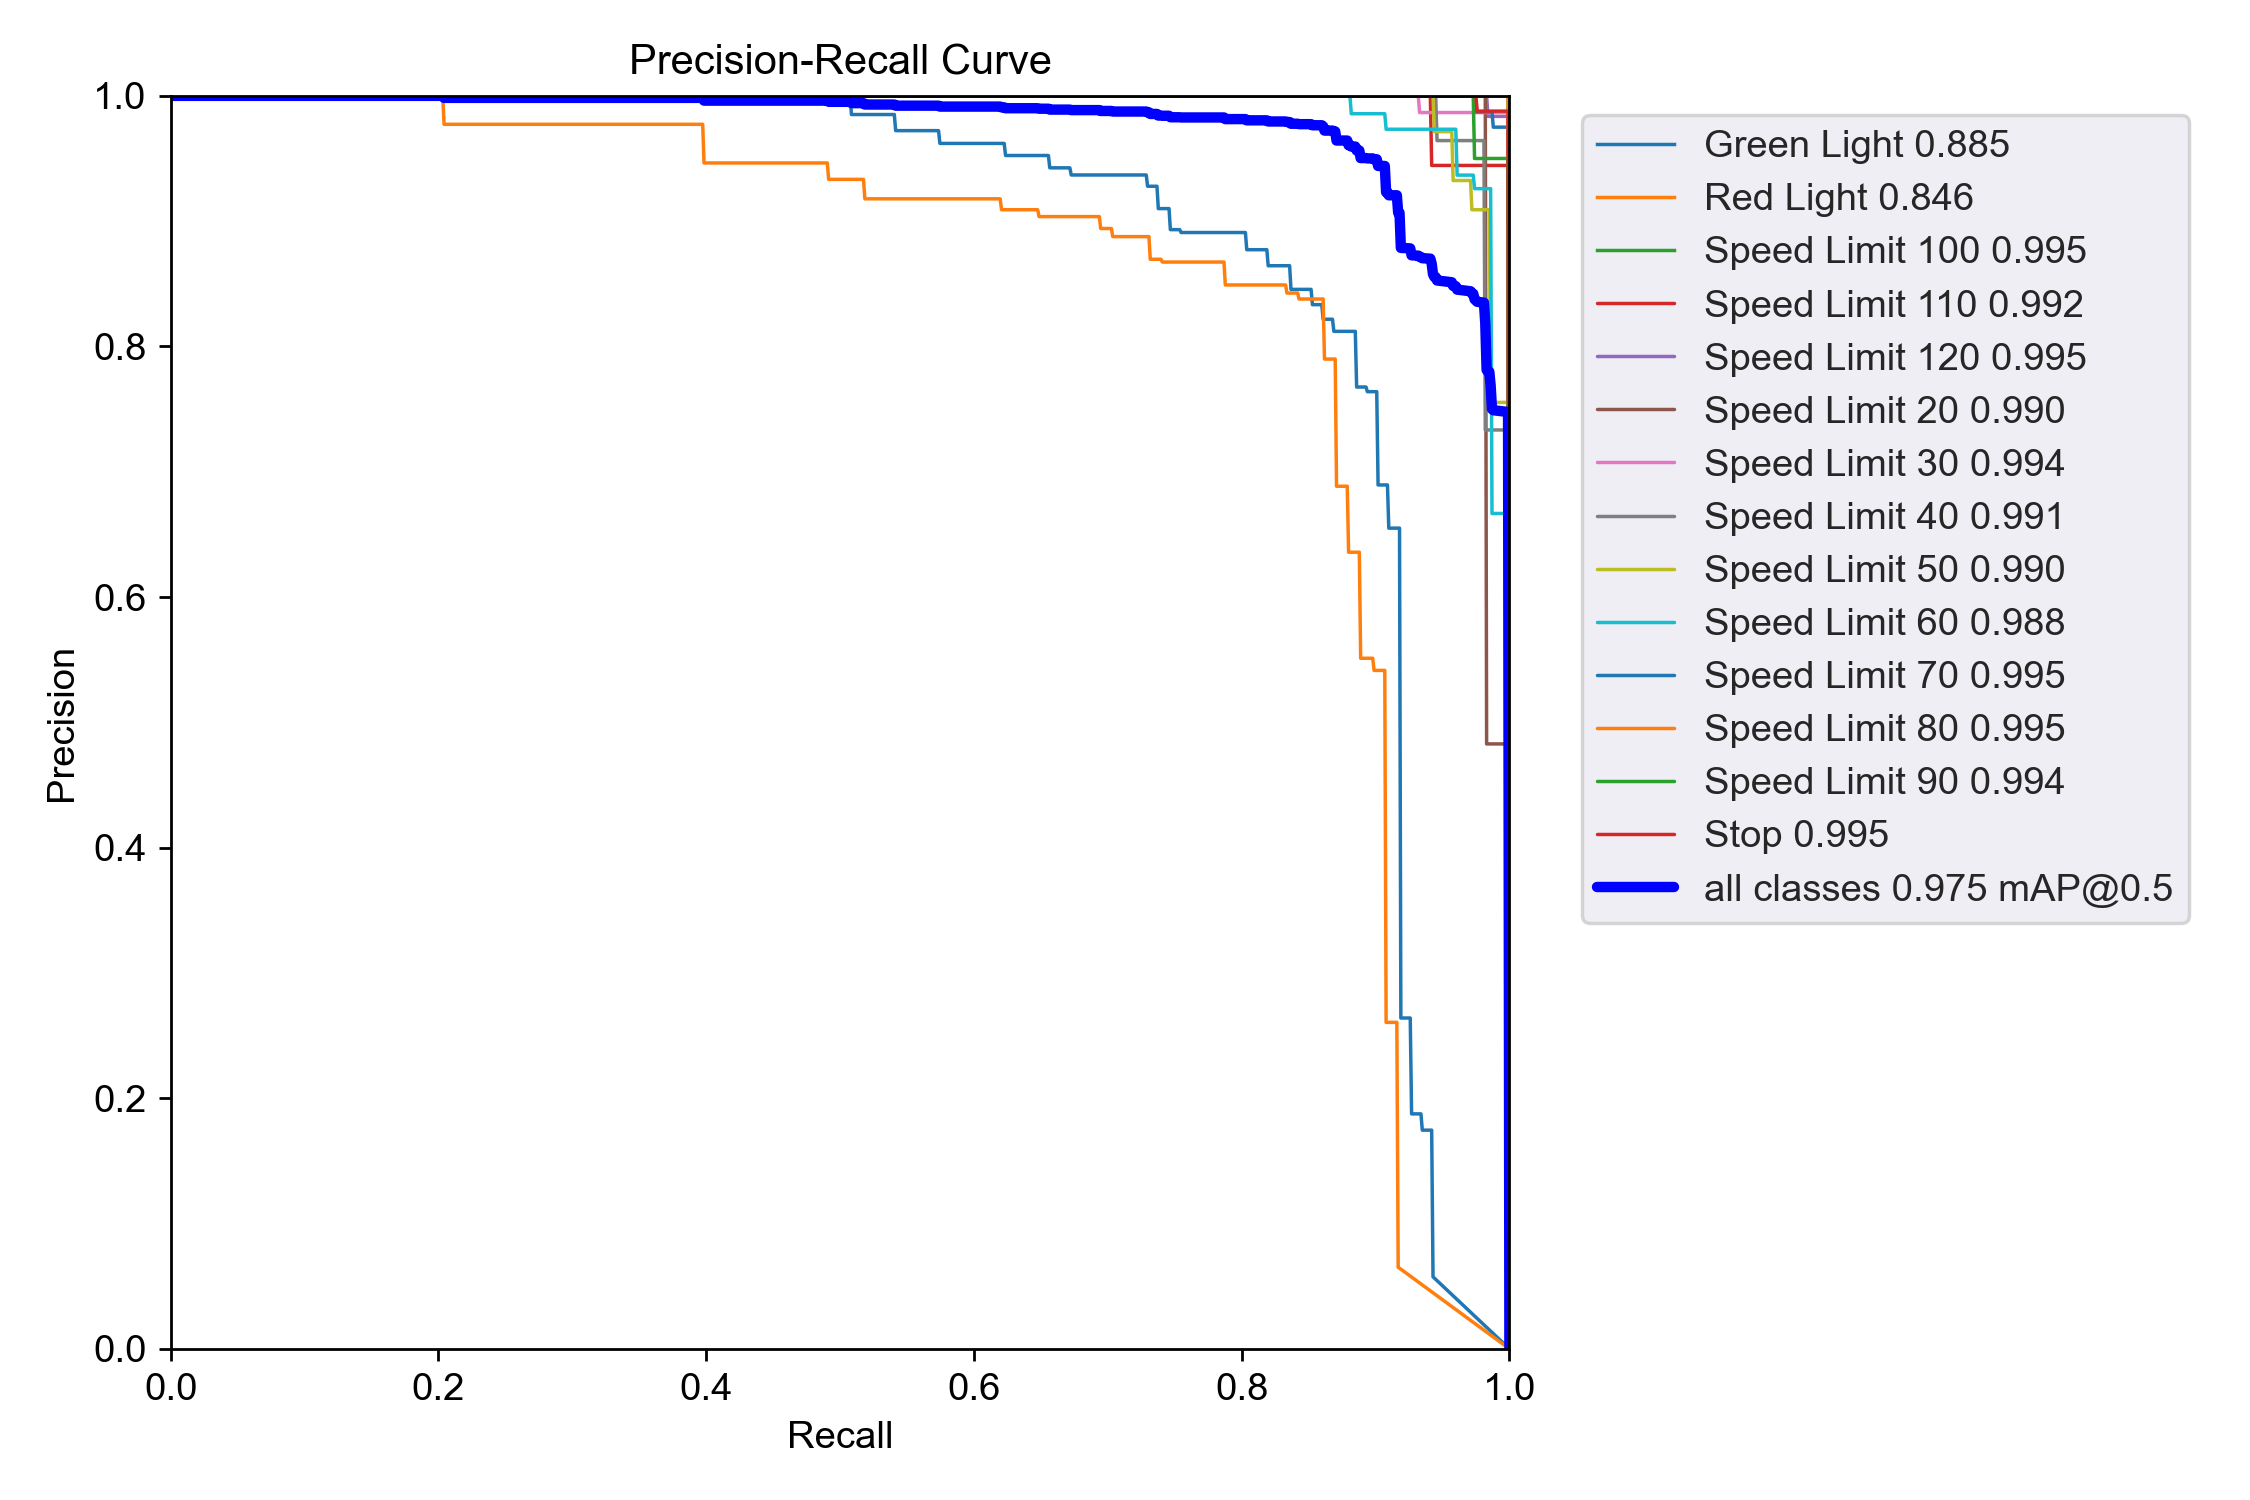 Precision-Recall Curve
1.0
0.8
0.6
0.4
0.2
0.0
Precision
0.0 0.2 0.4 0.6 0.8 1.0
Recall
Green Light 0.885
Red Light 0.846
Speed Limit 100 0.995
Speed Limit 110 0.992
Speed Limit 120 0.995
Speed Limit 20 0.990
Speed Limit 30 0.994
Speed Limit 40 0.991
Speed Limit 50 0.990
Speed Limit 60 0.988
Speed Limit 70 0.995
Speed Limit 80 0.995
Speed Limit 90 0.994
Stop 0.995
all classes 0.975 mAP@0.5